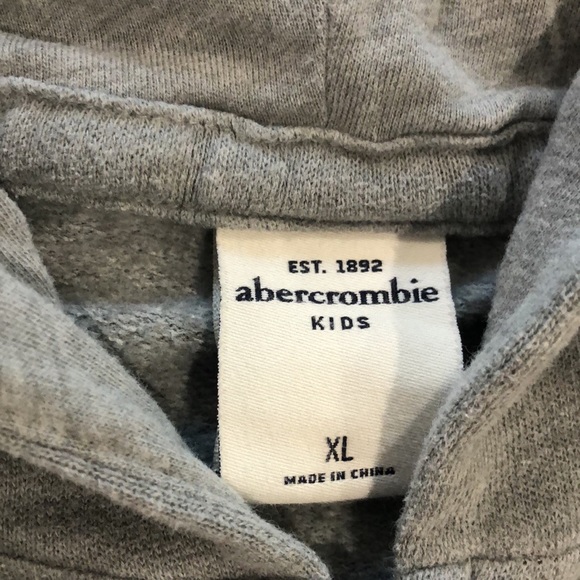 EST. 1892
abercrombie
KIDS
XL
MADE IN CHINA